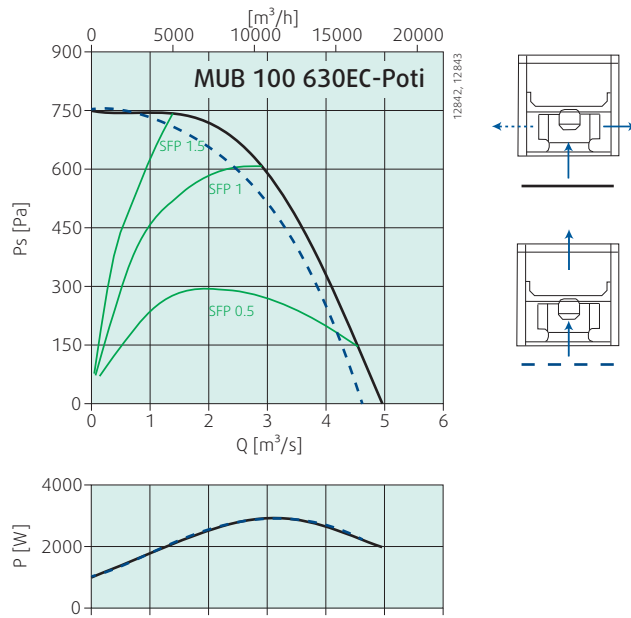 [m³/h]
0 5000 10000 15000 20000
900
750
600
450
300
150
0
Ps [Pa]
MUB 100 630EC-Poti
12842, 12843
SFP 1.5
SFP 1
SFP 0.5
0 1 2 3 4 5 6
Q [m³/s]
4000
2000
0
P [W]